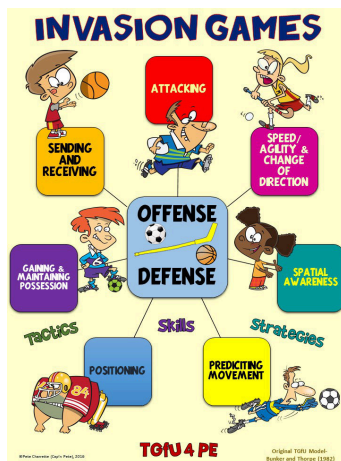 INVASION GAMES
ATTACKING
SENDING
AND
RECEIVING
SPEED/
AGILITY &
CHANGE
OF
DIRECTION
OFFENSE
DEFENSE
GAINING &
MAINTAINING
POSSESSION
SPATIAL
AWARENESS
Tactics
Skills
Strategies
POSITIONING
PREDICITING
MOVEMENT
84
TGfU 4 PE
©Pete Charrette (Cap'n Pete), 2016
Original TGfU Model-
Bunker and Thorpe (1982)